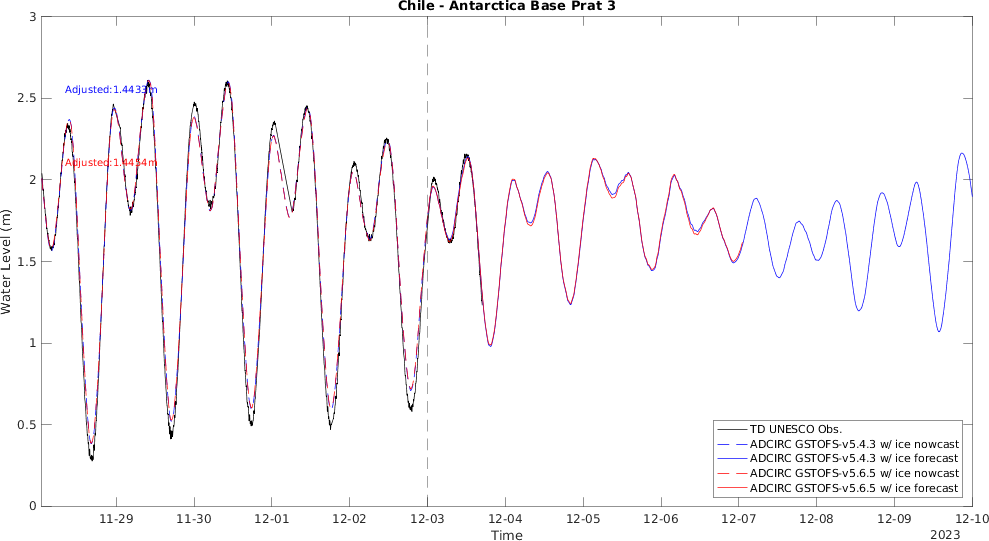 Chile - Antarctica Base Prat 3
3
2.5
2
1.5
1
0.5
0
Water Level (m)
Adjusted:1.4433m
Adjusted:1.4454m
TD UNESCO Obs.
ADCIRC GSTOFS-v5.4.3 w/ ice nowcast
ADCIRC GSTOFS-v5.4.3 w/ ice forecast
ADCIRC GSTOFS-v5.6.5 w/ ice nowcast
ADCIRC GSTOFS-v5.6.5 w/ ice forecast
11-29 11-30 12-01 12-02 12-03 12-04 12-05 12-06 12-07 12-08 12-09 12-10
Time
2023